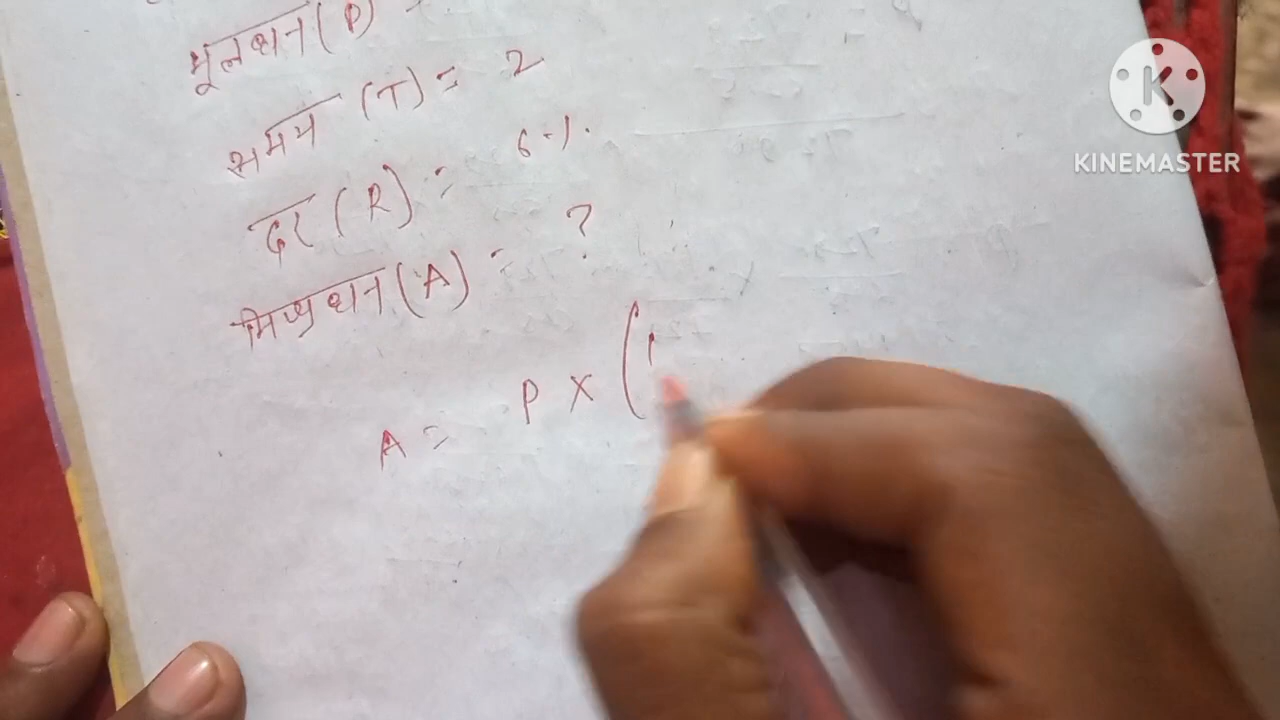 मूलधन (P)
समय (T) = 2
दर (R) = 6%
मिश्रधन (A) = ?
A = P X (1
KINEMASTER